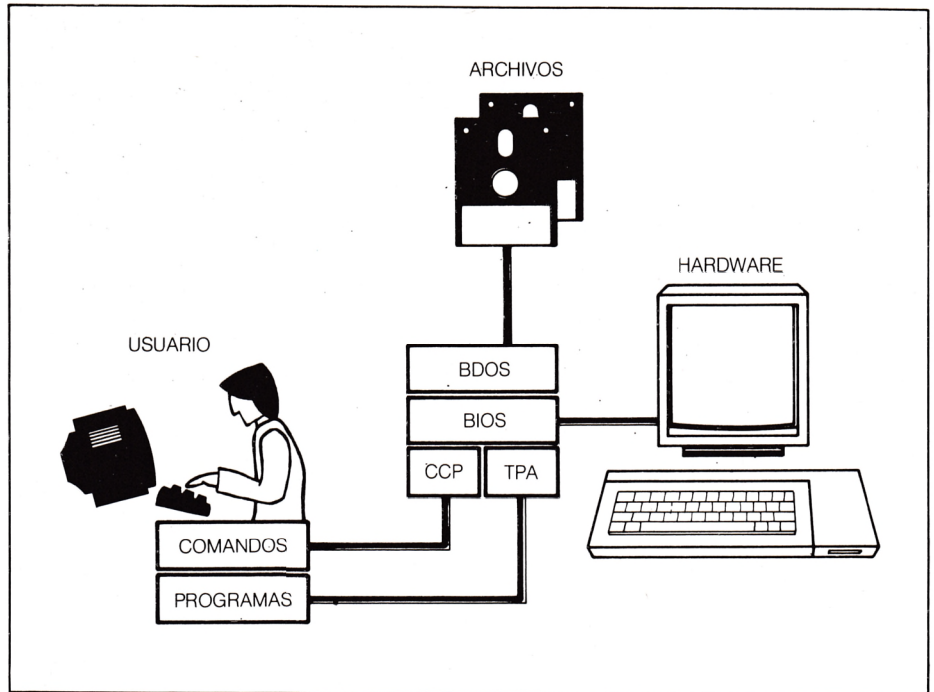 ARCHIVOS
HARDWARE
USUARIO
BDOS
BIOS
CCP
TPA
COMANDOS
PROGRAMAS